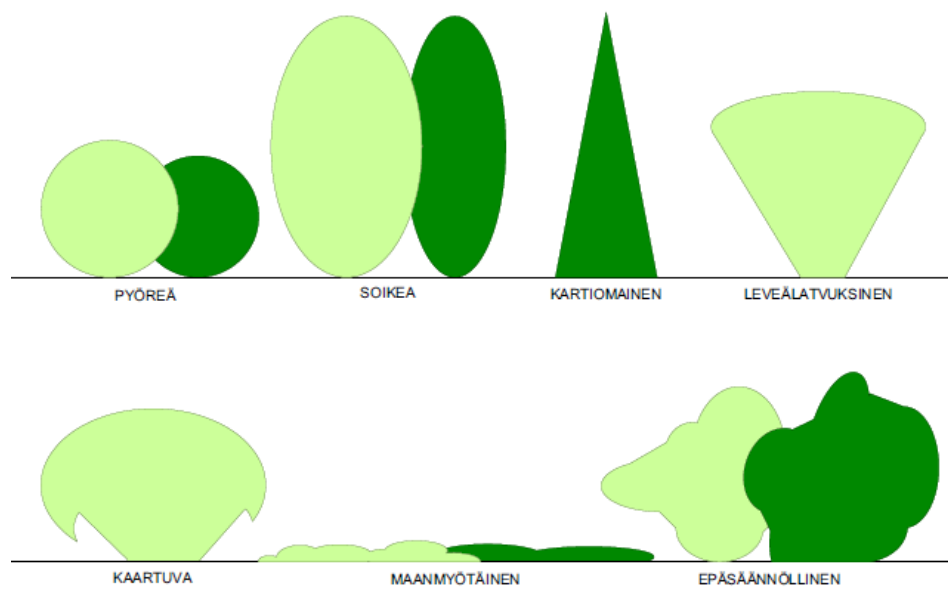 PYÖREÄ
SOIKEA
KARTIOMAINEN
LEVEÄLATVUKSINEN
KAARTUVA
MAANMYÖTÄINEN
EPÄSÄÄNNÖLLINEN